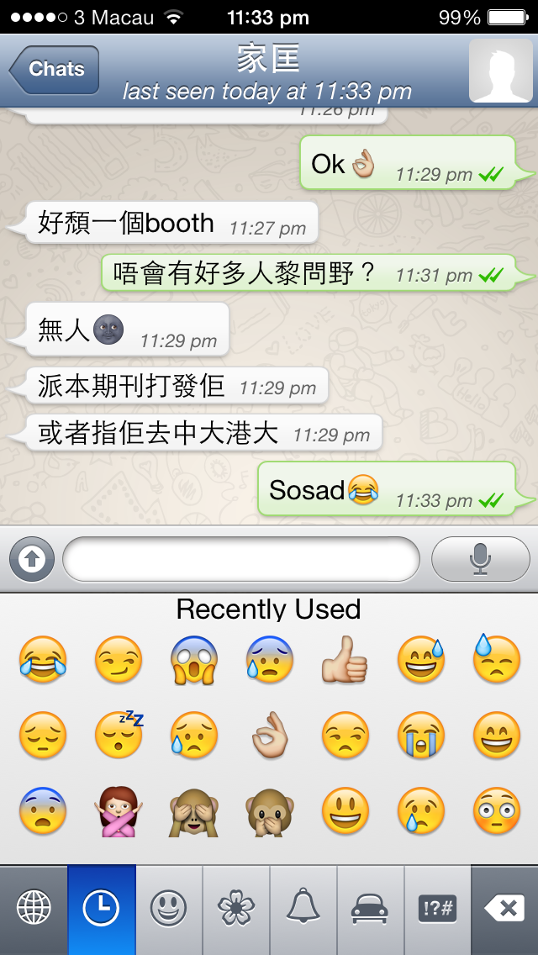 3 Macau 11:33 pm 99%
Chats
家匡
last seen today at 11:33 pm
11:26 pm
Ok👌🏼 11:29 pm
好頹一個booth 11:27 pm
唔會有好多人黎問野？ 11:31 pm
無人🌚 11:29 pm
派本期刊打發佢 11:29 pm
或者指佢去中大港大 11:29 pm
Sosad😂 11:33 pm
Recently Used
zzZ
!?#